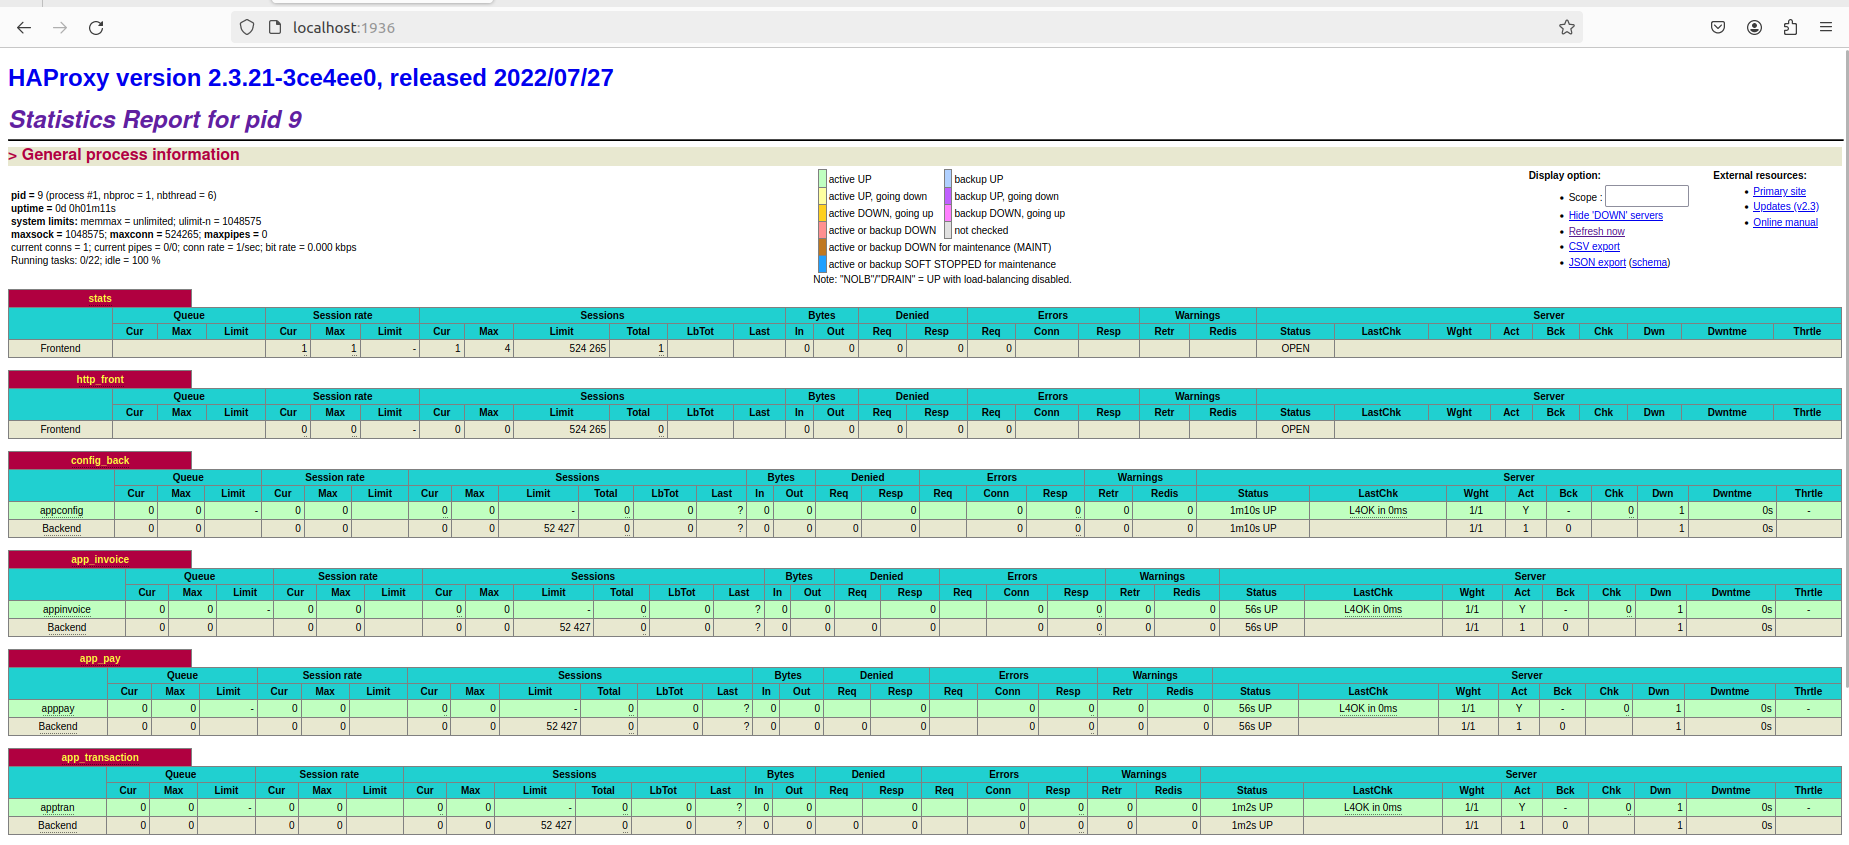 localhost:1936
HAProxy version 2.3.21-3ce4ee0, released 2022/07/27
Statistics Report for pid 9
> General process information
pid = 9 (process #1, nbproc = 1, nbthread = 6)
uptime = 0d 0h01m11s
system limits: memmax = unlimited; ulimit-n = 1048575
maxsock = 1048575; maxconn = 524265; maxpipes = 0
current conns = 1; current pipes = 0/0; conn rate = 1/sec; bit rate = 0.000 kbps
Running tasks: 0/22; idle = 100 %
active UP backup UP
active UP, going down backup UP, going down
active DOWN, going up backup DOWN, going up
active or backup DOWN not checked
active or backup DOWN for maintenance (MAINT)
active or backup SOFT STOPPED for maintenance
Note: "NOLB"/"DRAIN" = UP with load-balancing disabled.
Display option:
• Scope :
• Hide 'DOWN' servers
• Refresh now
• CSV export
• JSON export (schema)
External resources:
• Primary site
• Updates (v2.3)
• Online manual
stats
Queue Session rate Sessions Bytes Denied Errors Warnings Server
Cur Max Limit Cur Max Limit Cur Max Limit Total LbTot Last In Out Req Resp Req Conn Resp Retr Redis Status LastChk Wght Act Bck Chk Dwn Dwntme Thrtle
Frontend 1 1 - 1 4 524 265 1 0 0 0 0 0 OPEN
http_front
Queue Session rate Sessions Bytes Denied Errors Warnings Server
Cur Max Limit Cur Max Limit Cur Max Limit Total LbTot Last In Out Req Resp Req Conn Resp Retr Redis Status LastChk Wght Act Bck Chk Dwn Dwntme Thrtle
Frontend 0 0 - 0 0 524 265 0 0 0 0 0 0 OPEN
config_back
Queue Session rate Sessions Bytes Denied Errors Warnings Server
Cur Max Limit Cur Max Limit Cur Max Limit Total LbTot Last In Out Req Resp Req Conn Resp Retr Redis Status LastChk Wght Act Bck Chk Dwn Dwntme Thrtle
appconfig 0 0 - 0 0 0 0 - 0 0 ? 0 0 0 0 0 0 0 1m10s UP L4OK in 0ms 1/1 Y - 0 1 0s -
Backend 0 0 0 0 0 0 52 427 0 0 ? 0 0 0 0 0 0 0 0 1m10s UP 1/1 1 0 1 0s
app_invoice
Queue Session rate Sessions Bytes Denied Errors Warnings Server
Cur Max Limit Cur Max Limit Cur Max Limit Total LbTot Last In Out Req Resp Req Conn Resp Retr Redis Status LastChk Wght Act Bck Chk Dwn Dwntme Thrtle
appinvoice 0 0 - 0 0 0 0 - 0 0 ? 0 0 0 0 0 0 0 56s UP L4OK in 0ms 1/1 Y - 0 1 0s -
Backend 0 0 0 0 0 0 52 427 0 0 ? 0 0 0 0 0 0 0 0 56s UP 1/1 1 0 1 0s
app_pay
Queue Session rate Sessions Bytes Denied Errors Warnings Server
Cur Max Limit Cur Max Limit Cur Max Limit Total LbTot Last In Out Req Resp Req Conn Resp Retr Redis Status LastChk Wght Act Bck Chk Dwn Dwntme Thrtle
apppay 0 0 - 0 0 0 0 - 0 0 ? 0 0 0 0 0 0 0 56s UP L4OK in 0ms 1/1 Y - 0 1 0s -
Backend 0 0 0 0 0 0 52 427 0 0 ? 0 0 0 0 0 0 0 0 56s UP 1/1 1 0 1 0s
app_transaction
Queue Session rate Sessions Bytes Denied Errors Warnings Server
Cur Max Limit Cur Max Limit Cur Max Limit Total LbTot Last In Out Req Resp Req Conn Resp Retr Redis Status LastChk Wght Act Bck Chk Dwn Dwntme Thrtle
apptran 0 0 - 0 0 0 0 - 0 0 ? 0 0 0 0 0 0 0 1m2s UP L4OK in 0ms 1/1 Y - 0 1 0s -
Backend 0 0 0 0 0 0 52 427 0 0 ? 0 0 0 0 0 0 0 0 1m2s UP 1/1 1 0 1 0s